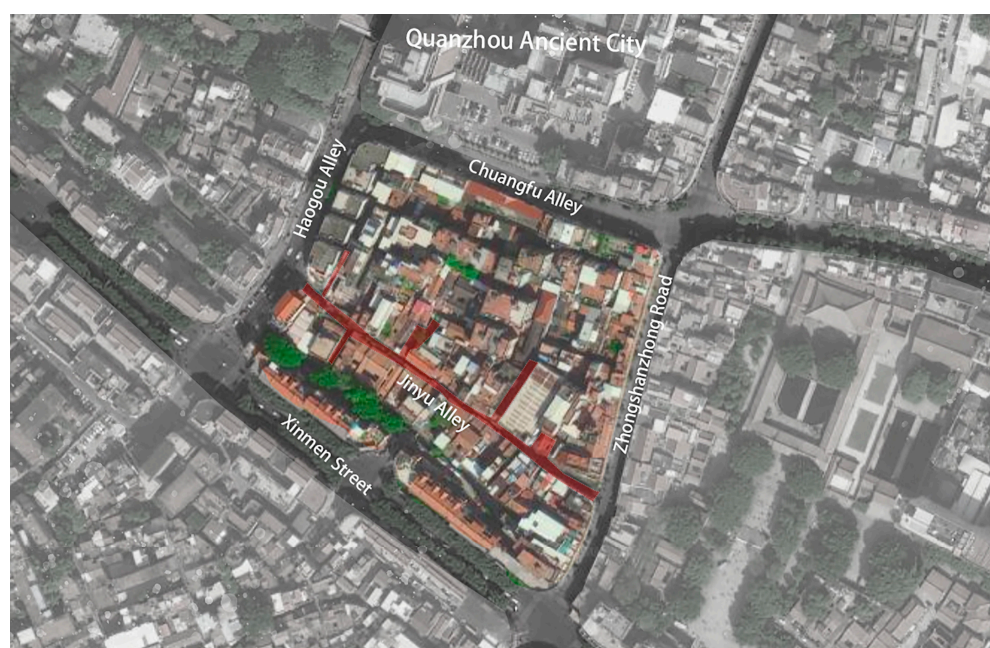 Quanzhou Ancient City
Chuangfu Alley
Haogou Alley
Zhongshanzhong Road
Jinyu Alley
Xinmen Street